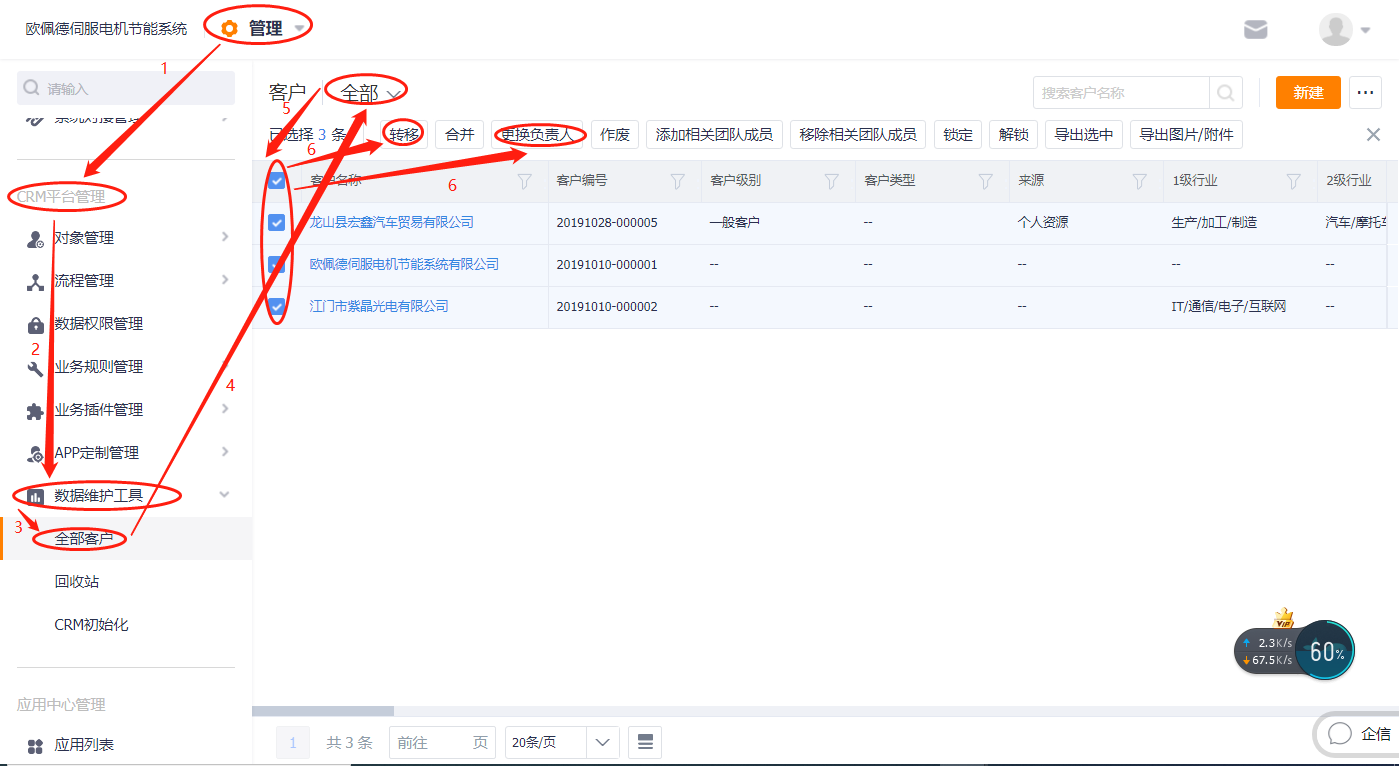 欧佩德伺服电机节能系统 管理
1
请输入
系统对接管理
CRM平台管理
对象管理
流程管理
数据权限管理
2
业务规则管理
4
业务插件管理
APP定制管理
数据维护工具
3
全部客户
回收站
CRM初始化
应用中心管理
应用列表
客户 全部
搜索客户名称
新建
5
已选择 3 条 转移 合并 更换负责人 作废 添加相关团队成员 移除相关团队成员 锁定 解锁 导出选中 导出图片/附件
6
6
客户名称 客户编号 客户级别 客户类型 来源 1级行业 2级行业
龙山县宏鑫汽车贸易有限公司 20191028-000005 一般客户 -- 个人资源 生产/加工/制造 汽车/摩托车
欧佩德伺服电机节能系统有限公司 20191010-000001 -- -- -- -- --
江门市紫晶光电有限公司 20191010-000002 -- -- -- IT/通信/电子/互联网 --
VIP
2.3K/s
67.5K/s
60%
1 共 3 条 前往 页 20条/页
企信